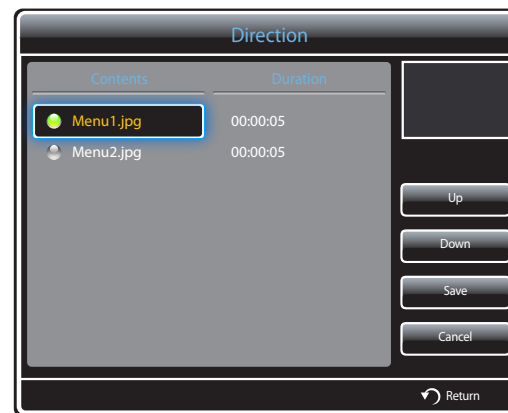 Direction
Contents Duration
Menu1.jpg 00:00:05
Menu2.jpg 00:00:05
Up
Down
Save
Cancel
Return